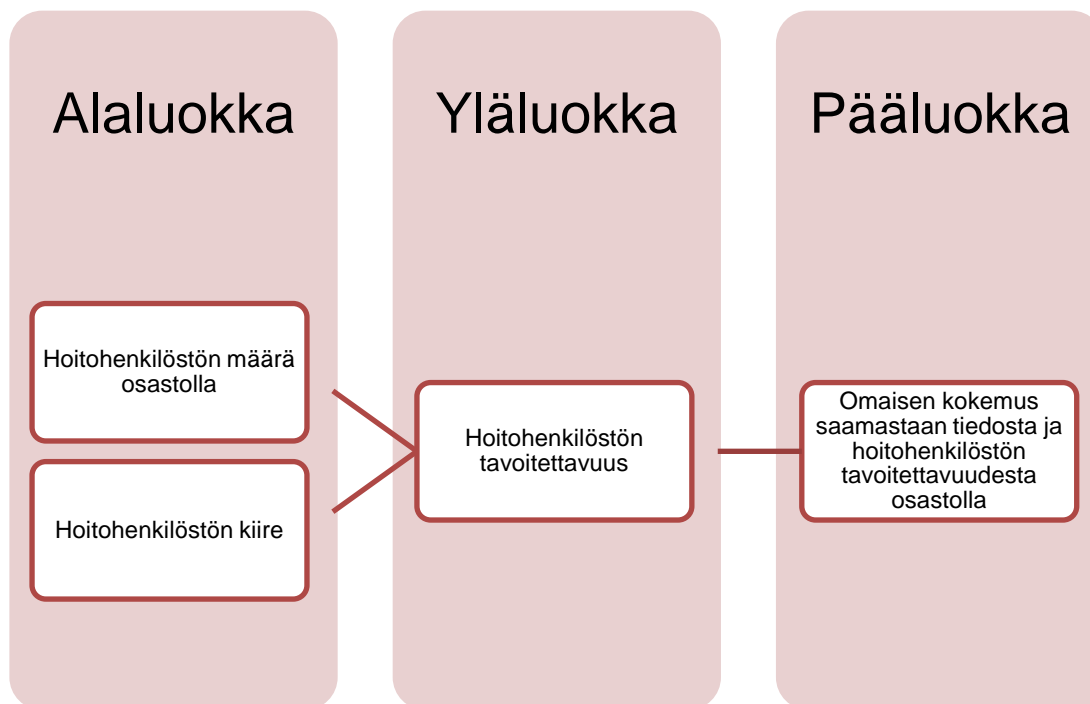 Alaluokka
Yläluokka
Pääluokka
Hoitohenkilöstön määrä
osastolla
Hoitohenkilöstön kiire
Hoitohenkilöstön
tavoitettavuus
Omaisen kokemus
saamastaan tiedosta ja
hoitohenkilöstön
tavoitettavuudesta
osastolla